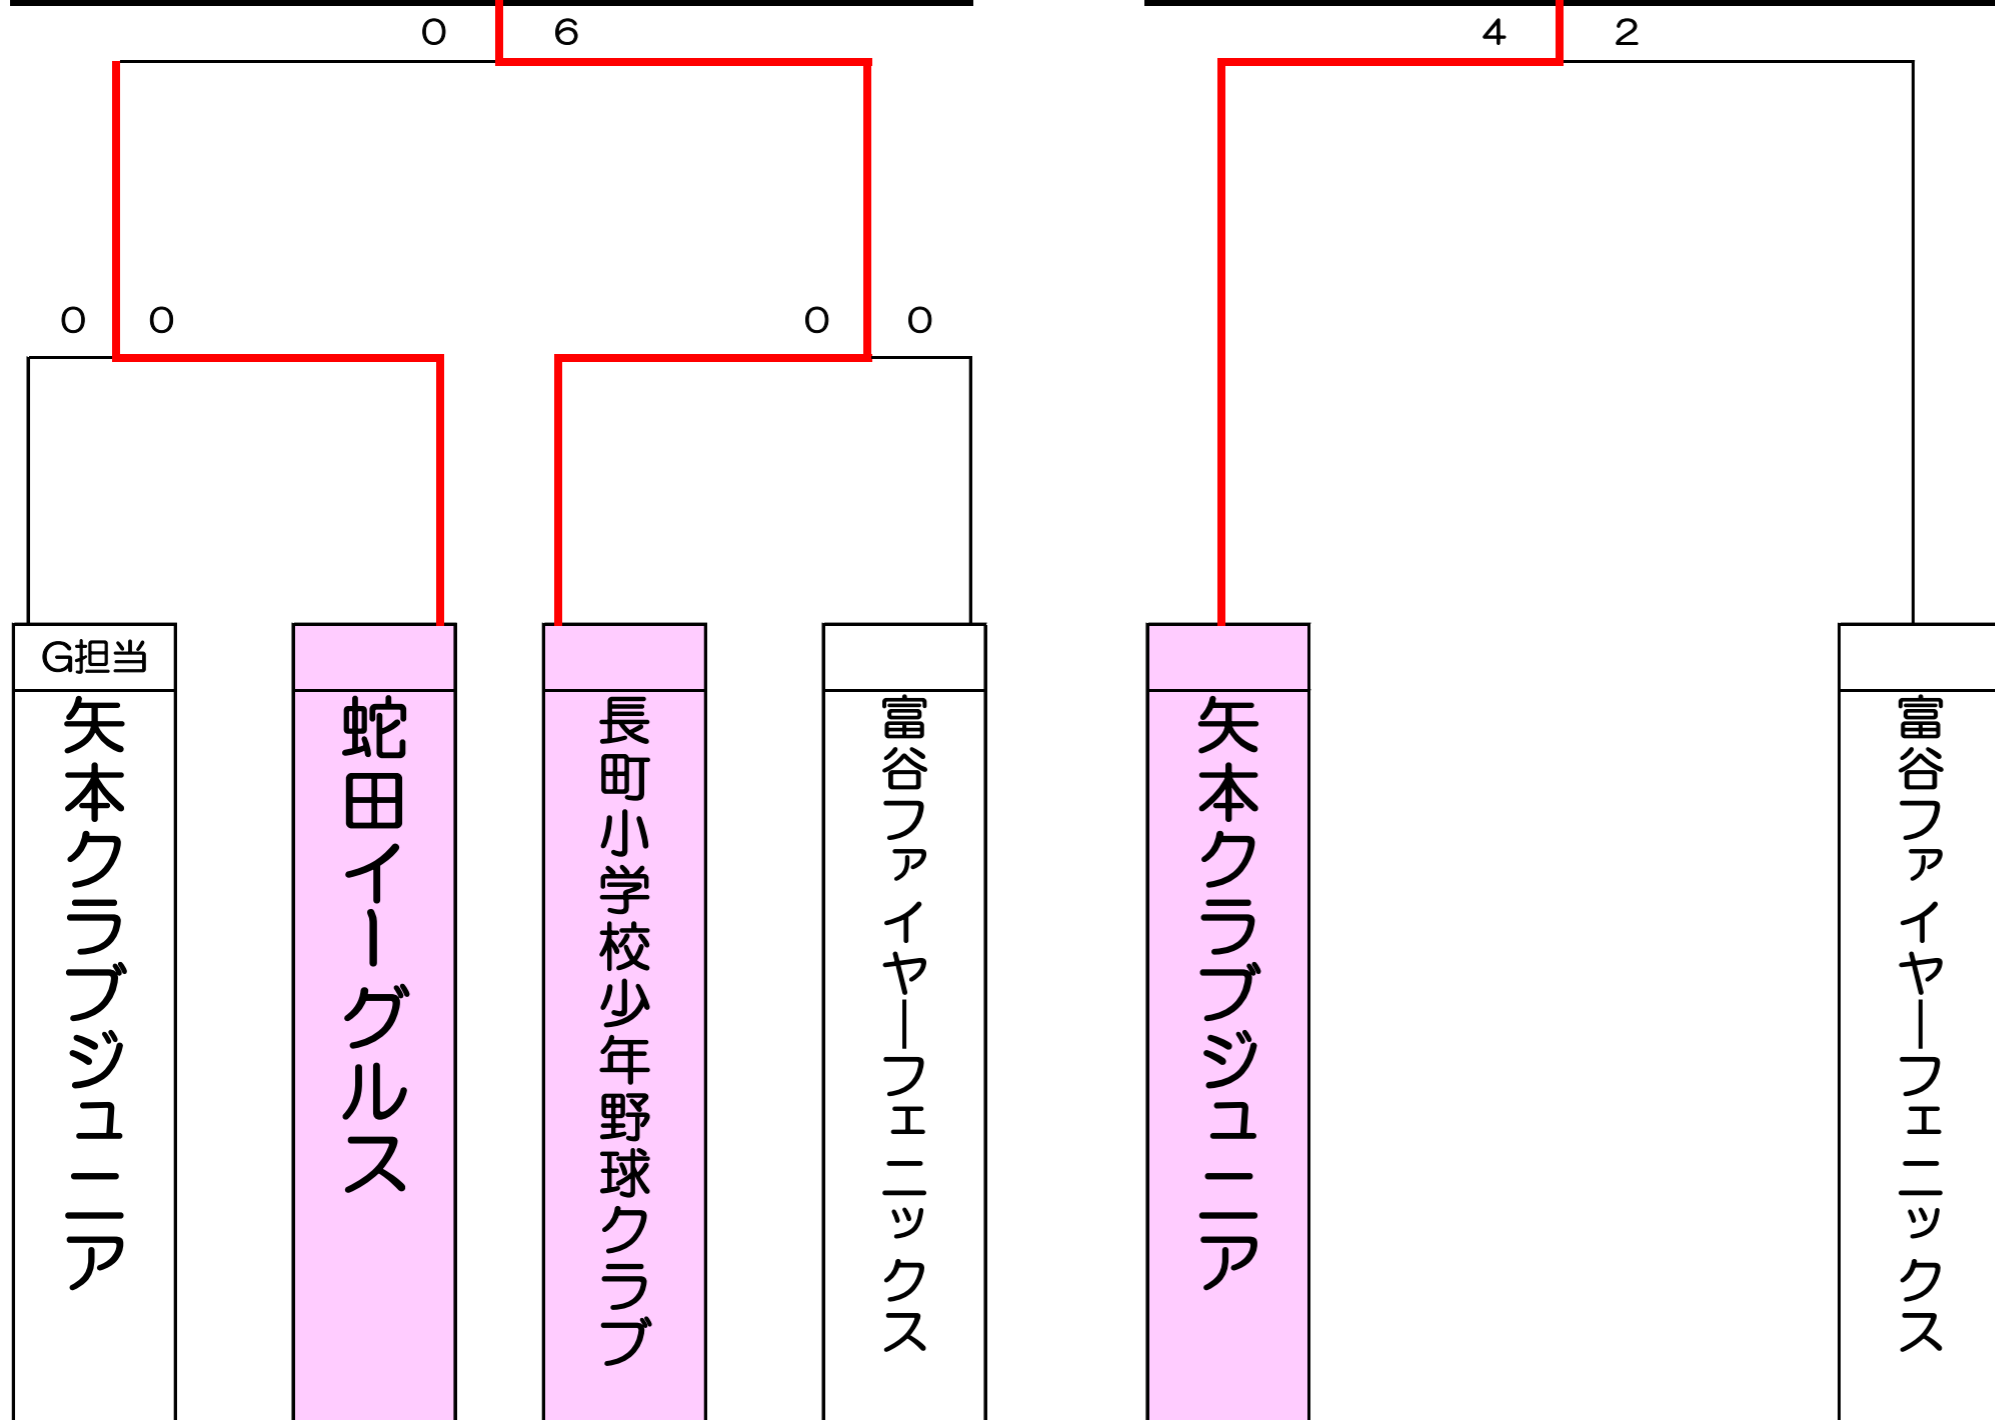 0 6
4 2
0 0
0 0
G担当
矢本クラブジュニア
蛇田イーグルス
長町小学校少年野球クラブ
富谷ファイヤーフェニックス
矢本クラブジュニア
富谷ファイヤーフェニックス